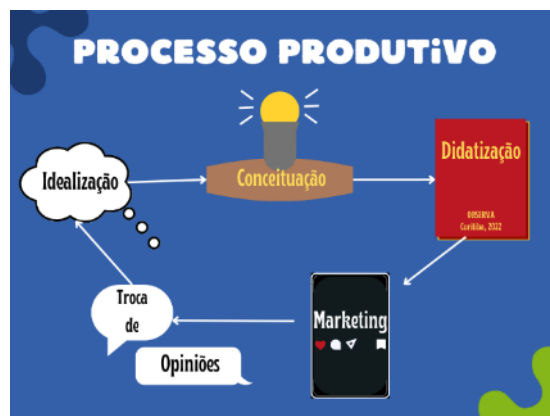 PROCESSO PRODUTiVO
Idealização
Conceituação
Didatização
OBSERVA
Curitiba, 2022
Marketing
Troca
de
Opiniões